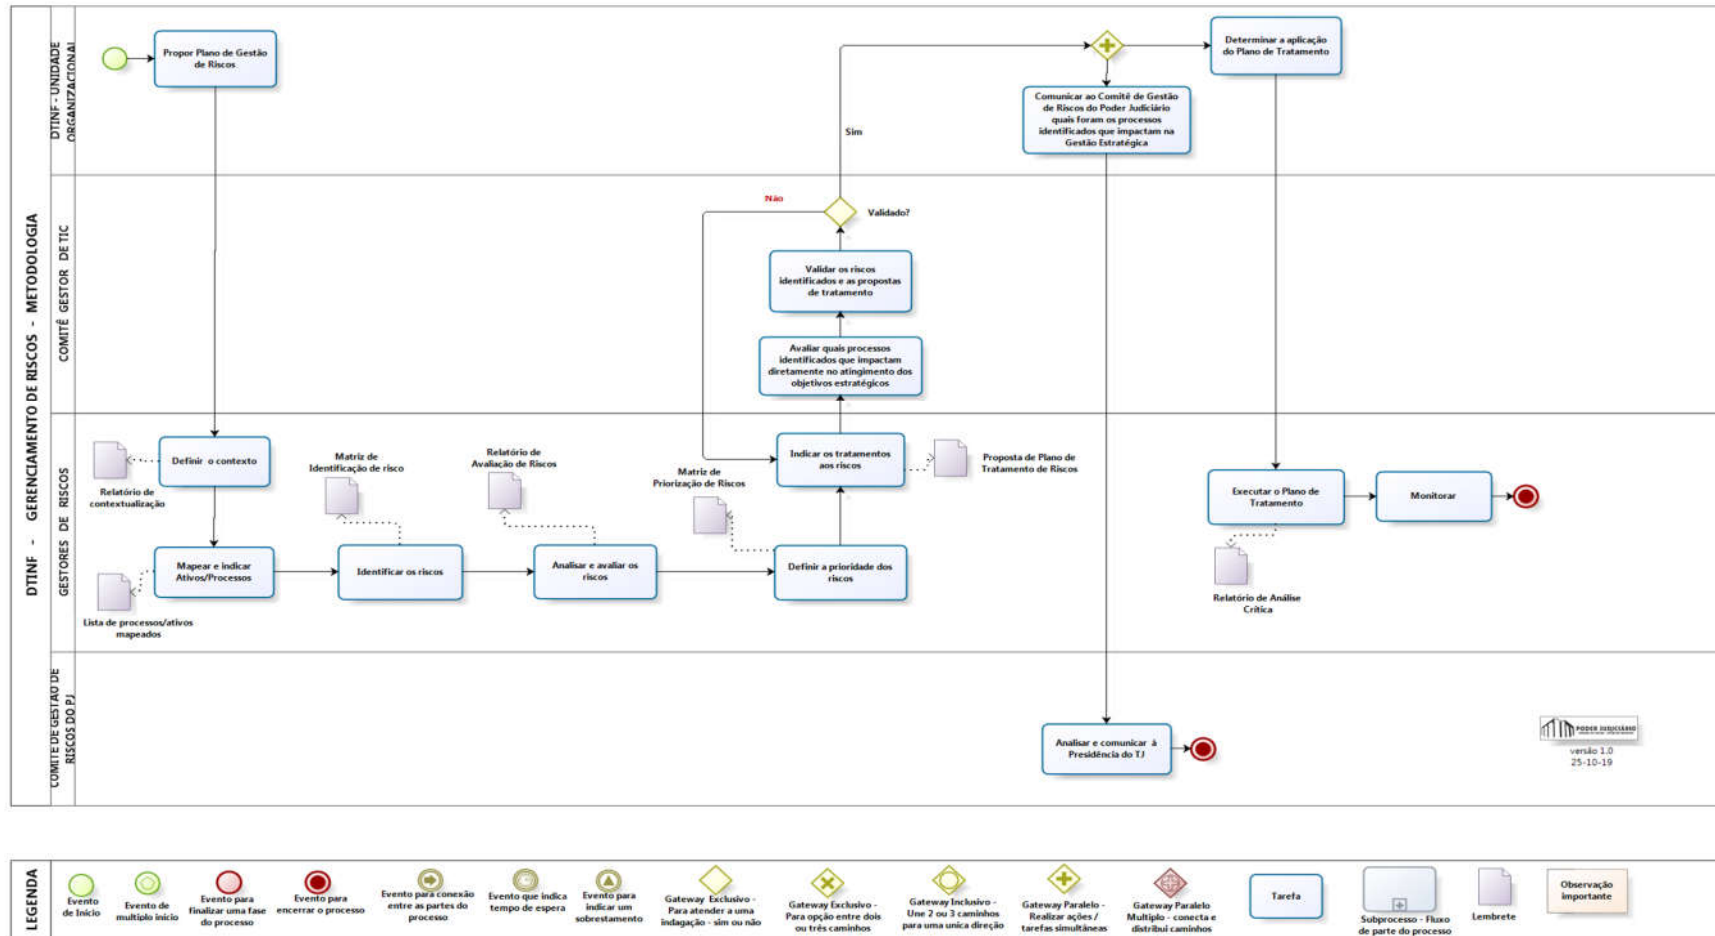 DTINF - GERENCIAMENTO DE RISCOS - METODOLOGIA
DTINF - UNIDADE
ORGANIZACIONAL
Propor Plano de Gestão
de Riscos
Determinar a aplicação
do Plano de Tratamento
Comunicar ao Comitê de Gestão
de Riscos do Poder Judiciário
quais foram os processos
identificados que impactam na
Gestão Estratégica
Sim
COMITÊ GESTOR DE TIC
Não
Validado?
Validar os riscos
identificados e as propostas
de tratamento
Avaliar quais processos
identificados que impactam
diretamente no atingimento dos
objetivos estratégicos
GESTORES DE RISCOS
Definir o contexto
Relatório de
contextualização
Mapear e indicar
Ativos/Processos
Lista de processos/ativos
mapeados
Matriz de
Identificação de risco
Identificar os riscos
Relatório de
Avaliação de Riscos
Analisar e avaliar os
riscos
Matriz de
Priorização de Riscos
Definir a prioridade dos
riscos
Indicar os tratamentos
aos riscos
Proposta de Plano de
Tratamento de Riscos
Executar o Plano de
Tratamento
Monitorar
Relatório de Análise
Crítica
COMITE DE GESTAO DE
RISCOS DO PJ
Analisar e comunicar à
Presidência do TJ
PODER JUDICIÁRIO
versão 1.0
25-10-19
LEGENDA
Evento
de Início
Evento de
multiplo início
Evento para
finalizar uma fase
do processo
Evento para
encerrar o processo
Evento para conexão
entre as partes do
processo
Evento que indica
tempo de espera
Evento para
indicar um
sobrestamento
Gateway Exclusivo -
Para atender a uma
indagação - sim ou não
Gateway Exclusivo -
Para opção entre dois
ou três caminhos
Gateway Inclusivo -
Une 2 ou 3 caminhos
para uma unica direção
Gateway Paralelo -
Realizar ações /
tarefas simultâneas
Gateway Paralelo
Multiplo - conecta e
distribui caminhos
Tarefa
Subprocesso - Fluxo
de parte do processo
Lembrete
Observação
importante